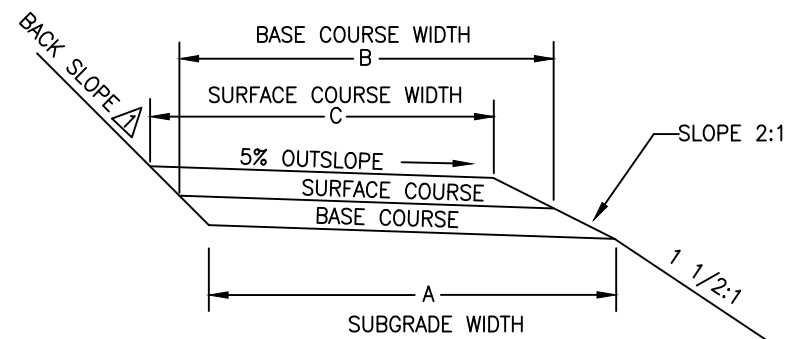 BACK SLOPE 1
BASE COURSE WIDTH
B
SURFACE COURSE WIDTH
C
SLOPE 2:1
5% OUTSLOPE
SURFACE COURSE
BASE COURSE
1 1/2:1
A
SUBGRADE WIDTH